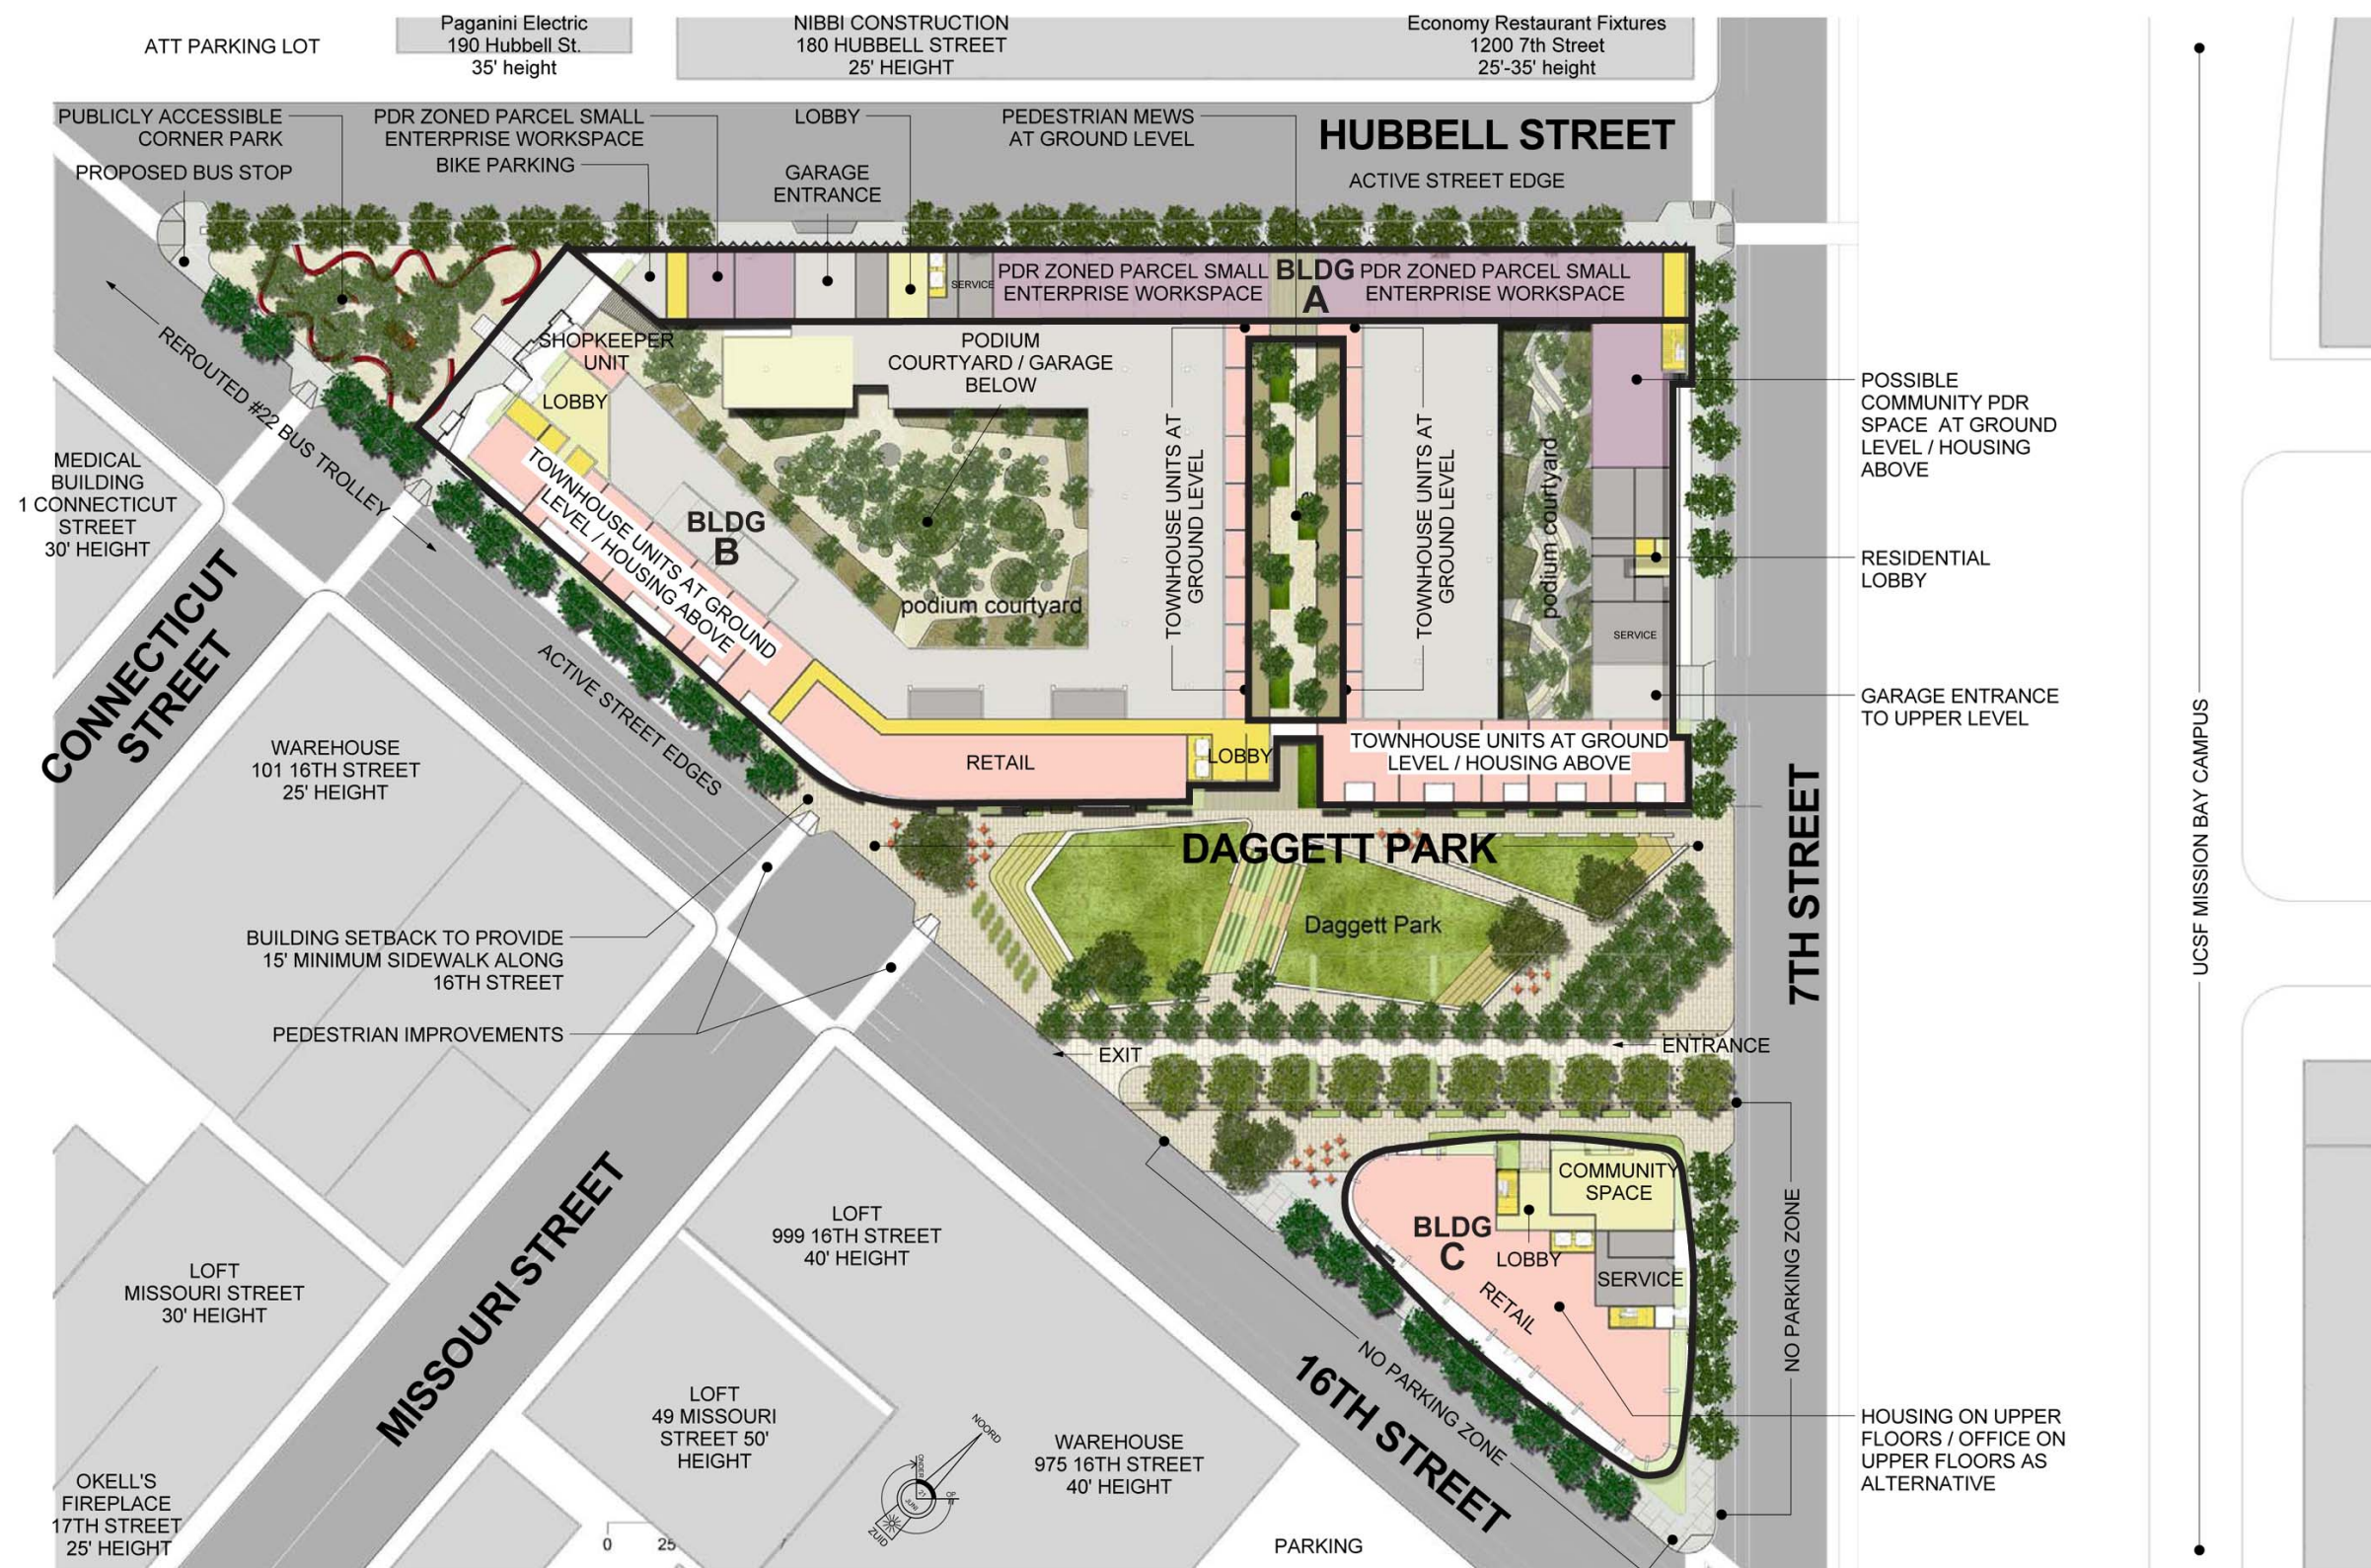 ATT PARKING LOT
Paganini Electric
190 Hubbell St.
35' height
NIBBI CONSTRUCTION
180 HUBBELL STREET
25' HEIGHT
Economy Restaurant Fixtures
1200 7th Street
25'-35' height
PUBLICLY ACCESSIBLE
CORNER PARK
PROPOSED BUS STOP
PDR ZONED PARCEL SMALL
ENTERPRISE WORKSPACE
BIKE PARKING
LOBBY
GARAGE
ENTRANCE
PEDESTRIAN MEWS
AT GROUND LEVEL
HUBBELL STREET
ACTIVE STREET EDGE
SERVICE
PDR ZONED PARCEL SMALL
ENTERPRISE WORKSPACE
BLDG
A
PDR ZONED PARCEL SMALL
ENTERPRISE WORKSPACE
REROUTED #22 BUS TROLLEY
SHOPKEEPER
UNIT
LOBBY
PODIUM
COURTYARD / GARAGE
BELOW
TOWNHOUSE UNITS AT
GROUND LEVEL
TOWNHOUSE UNITS AT
GROUND LEVEL
podium courtyard
POSSIBLE
COMMUNITY PDR
SPACE AT GROUND
LEVEL / HOUSING
ABOVE
MEDICAL
BUILDING
1 CONNECTICUT
STREET
30' HEIGHT
TOWNHOUSE UNITS AT GROUND
LEVEL / HOUSING ABOVE
BLDG
B
podium courtyard
RESIDENTIAL
LOBBY
SERVICE
GARAGE ENTRANCE
TO UPPER LEVEL
CONNECTICUT
STREET
ACTIVE STREET EDGES
WAREHOUSE
101 16TH STREET
25' HEIGHT
RETAIL
LOBBY
TOWNHOUSE UNITS AT GROUND
LEVEL / HOUSING ABOVE
UCSF MISSION BAY CAMPUS
7TH STREET
DAGGETT PARK
Daggett Park
BUILDING SETBACK TO PROVIDE
15' MINIMUM SIDEWALK ALONG
16TH STREET
PEDESTRIAN IMPROVEMENTS
EXIT
ENTRANCE
COMMUNITY
SPACE
BLDG
C
LOBBY
SERVICE
RETAIL
NO PARKING ZONE
NO PARKING ZONE
16TH STREET
MISSOURI STREET
LOFT
999 16TH STREET
40' HEIGHT
LOFT
MISSOURI STREET
30' HEIGHT
LOFT
49 MISSOURI
STREET 50'
HEIGHT
WAREHOUSE
975 16TH STREET
40' HEIGHT
HOUSING ON UPPER
FLOORS / OFFICE ON
UPPER FLOORS AS
ALTERNATIVE
OKELL'S
FIREPLACE
17TH STREET
25' HEIGHT
NOORD
ZUID
21
JUNI
0
25
PARKING